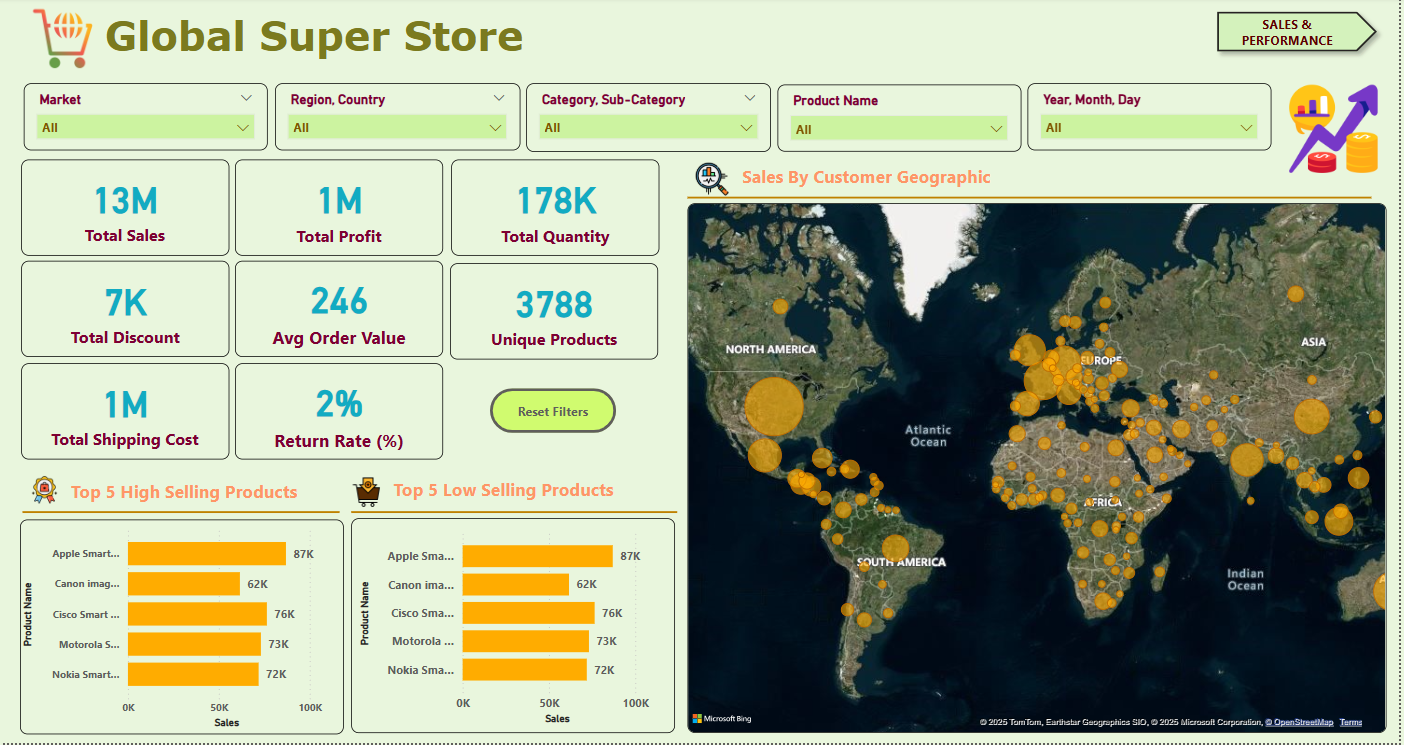 Global Super Store
SALES &
PERFORMANCE
Market
All
Region, Country
All
Category, Sub-Category
All
Product Name
All
Year, Month, Day
All
13M
Total Sales
1M
Total Profit
178K
Total Quantity
7K
Total Discount
246
Avg Order Value
3788
Unique Products
1M
Total Shipping Cost
2%
Return Rate (%)
Reset Filters
Sales By Customer Geographic
NORTH AMERICA
EUROPE
ASIA
Atlantic
Ocean
AFRICA
SOUTH AMERICA
Indian
Ocean
Microsoft Bing
© 2025 TomTom, Earthstar Geographics SIO, © 2025 Microsoft Corporation, © OpenStreetMap Terms
Top 5 High Selling Products
Product Name
Apple Smart... 87K
Canon imag... 62K
Cisco Smart ... 76K
Motorola S... 73K
Nokia Smart... 72K
0K 50K 100K
Sales
Top 5 Low Selling Products
Product Name
Apple Sma... 87K
Canon ima... 62K
Cisco Sma... 76K
Motorola ... 73K
Nokia Sma... 72K
0K 50K 100K
Sales